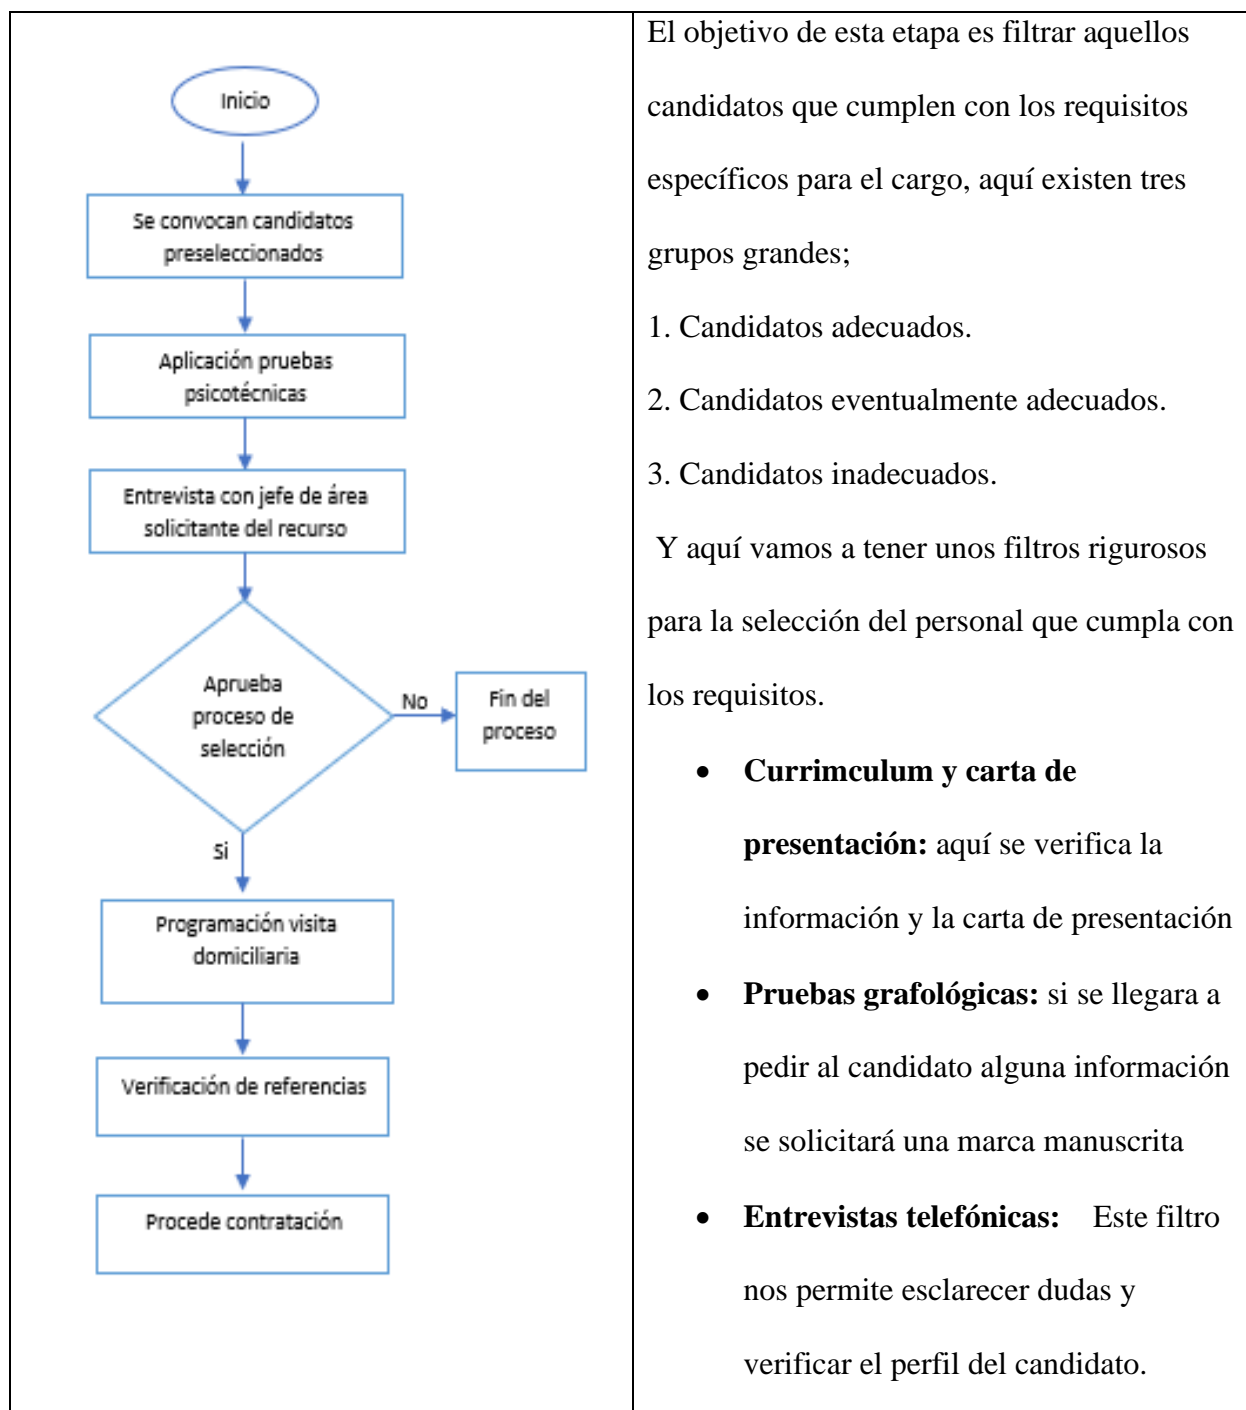 Inicio
Se convocan candidatos
preseleccionados
Aplicación pruebas
psicotécnicas
Entrevista con jefe de área
solicitante del recurso
Aprueba
proceso de
selección
No
Fin del
proceso
Si
Programación visita
domiciliaria
Verificación de referencias
Procede contratación
El objetivo de esta etapa es filtrar aquellos
candidatos que cumplen con los requisitos
específicos para el cargo, aquí existen tres
grupos grandes;
1. Candidatos adecuados.
2. Candidatos eventualmente adecuados.
3. Candidatos inadecuados.
Y aquí vamos a tener unos filtros rigurosos
para la selección del personal que cumpla con
los requisitos.
• Currimculum y carta de
presentación: aquí se verifica la
información y la carta de presentación
• Pruebas grafológicas: si se llegara a
pedir al candidato alguna información
se solicitará una marca manuscrita
• Entrevistas telefónicas: Este filtro
nos permite esclarecer dudas y
verificar el perfil del candidato.